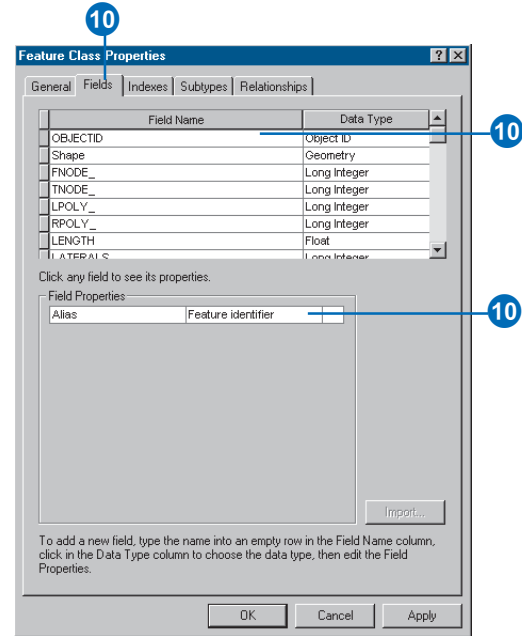 10
Feature Class Properties
General Fields Indexes Subtypes Relationships
Field Name Data Type
10
OBJECTID Object ID
Shape Geometry
FNODE_ Long Integer
TNODE_ Long Integer
LPOLY_ Long Integer
RPOLY_ Long Integer
LENGTH Float
LATERALS Long Integer
Click any field to see its properties.
Field Properties
Alias Feature identifier
10
Import...
To add a new field, type the name into an empty row in the Field Name column,
click in the Data Type column to choose the data type, then edit the Field
Properties.
OK Cancel Apply